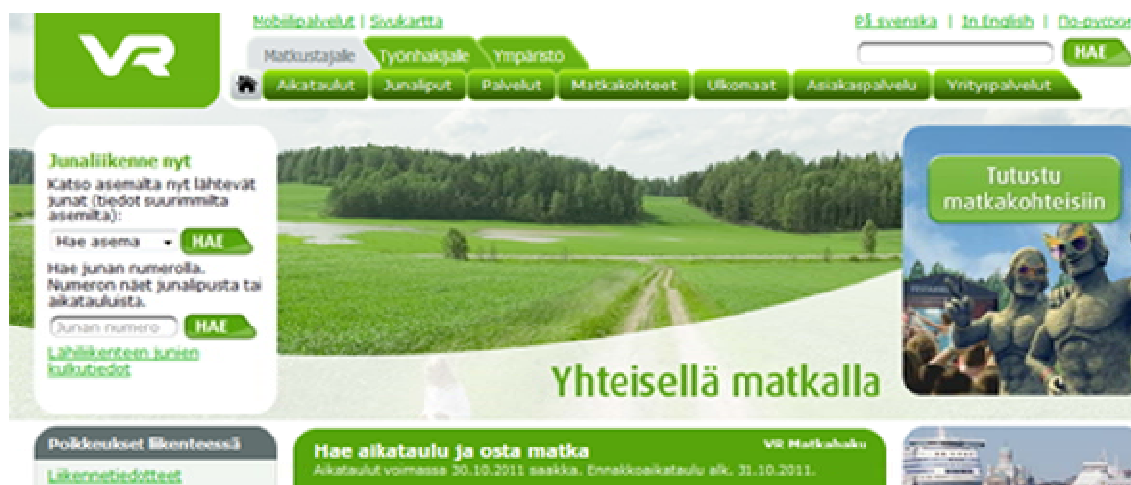 Mobiilipalvelut | Sivukartta
På svenska | In English |
VR
Matkustajalle Työnhakijalle Ympäristö
HAE
Aikataulut Junaliput Palvelut Matkakohteet Ulkomaat Asiakaspalvelu Yrityspalvelut
Junaliikenne nyt
Katso asemalta nyt lähtevät
junat (tiedot suurimmilta
asemilta):
Hae asema HAE
Hae junan numerolla.
Numeron näet junalipusta tai
aikatauluista.
Junan numero HAE
Lähiliikenteen junien
kulkutiedot
Tutustu
matkakohteisiin
Yhteisellä matkalla
Poikkeukset liikenteessä
Liikennetiedotteet
Hae aikataulu ja osta matka VR Matkahaku
Aikataulut voimassa 30.10.2011 saakka. Ennakkoaikataulu alk. 31.10.2011.